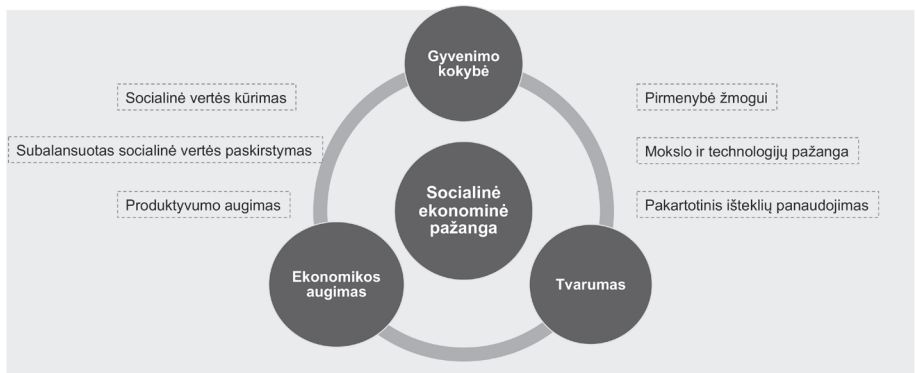 Gyvenimo
kokybė
Socialinė vertės kūrimas
Subalansuotas socialinė vertės paskirstymas
Produktyvumo augimas
Pirmenybė žmogui
Mokslo ir technologijų pažanga
Pakartotinis išteklių panaudojimas
Socialinė
ekonominė
pažanga
Ekonomikos
augimas
Tvarumas